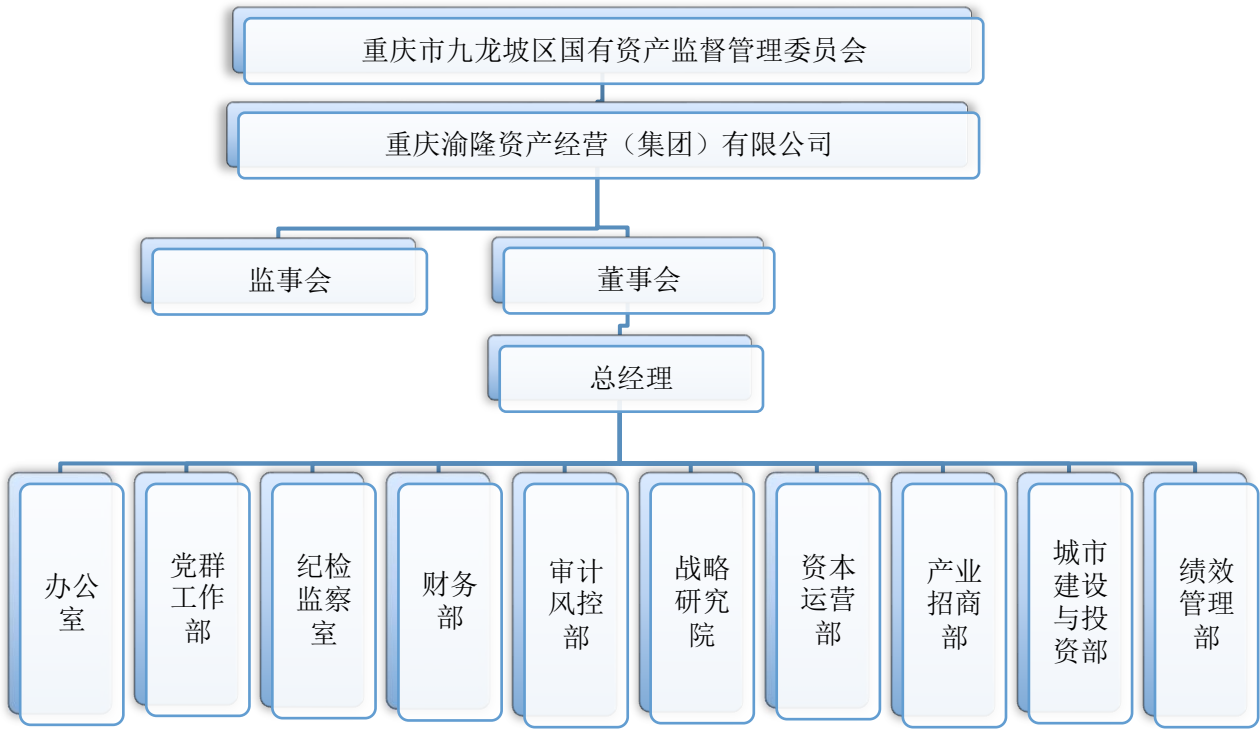 重庆市九龙坡区国有资产监督管理委员会
重庆渝隆资产经营（集团）有限公司
监事会
董事会
总经理
办公
室
党群
工作
部
纪检
监察
室
财务
部
审计
风控
部
战略
研究
院
资本
运营
部
产业
招商
部
城市
建设
与投
资部
绩效
管理
部